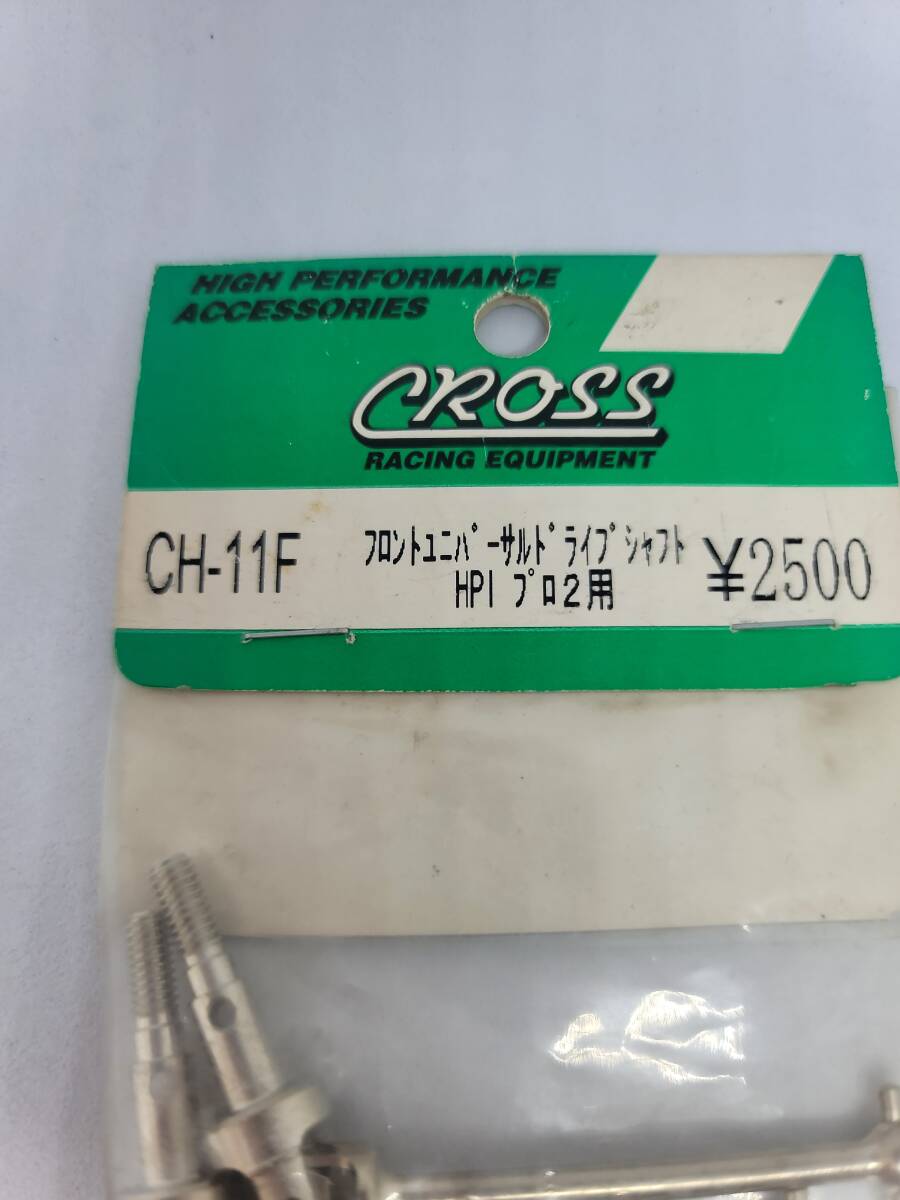 HIGH PERFORMANCE
ACCESSORIES
CROSS
RACING EQUIPMENT
CH-11F
フロントユニバーサルドライブシャフト
HPI プロ2用
¥2500